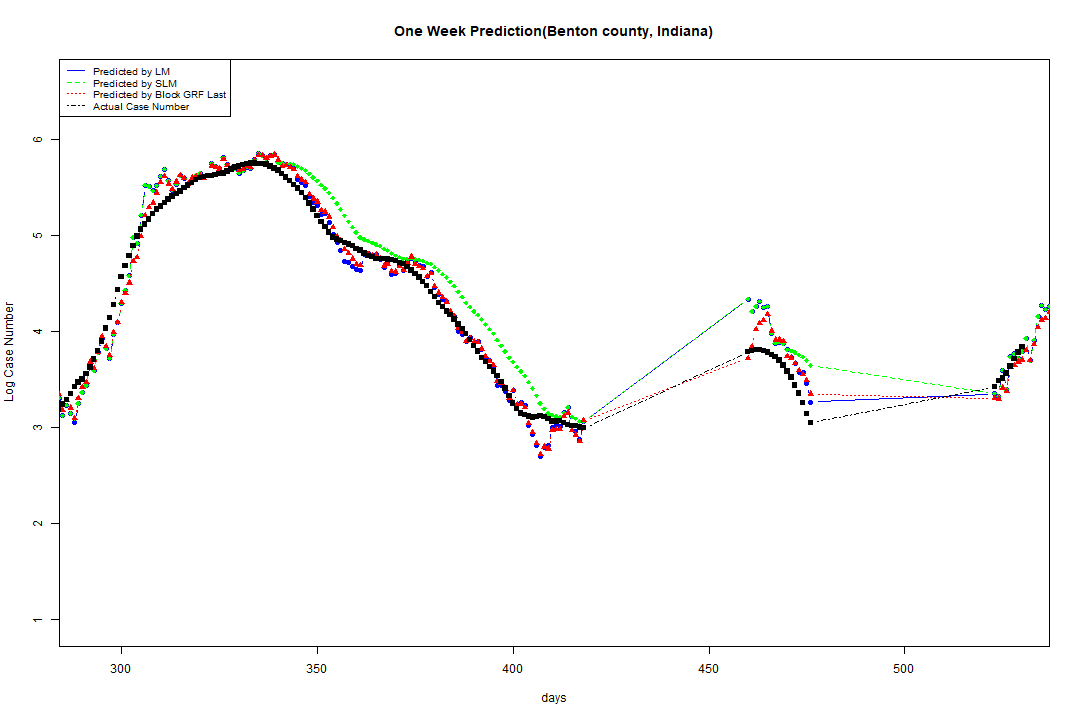 One Week Prediction(Benton county, Indiana)
Predicted by LM
Predicted by SLM
Predicted by Block GRF Last
Actual Case Number
6
5
4
3
2
1
Log Case Number
300 350 400 450 500
days